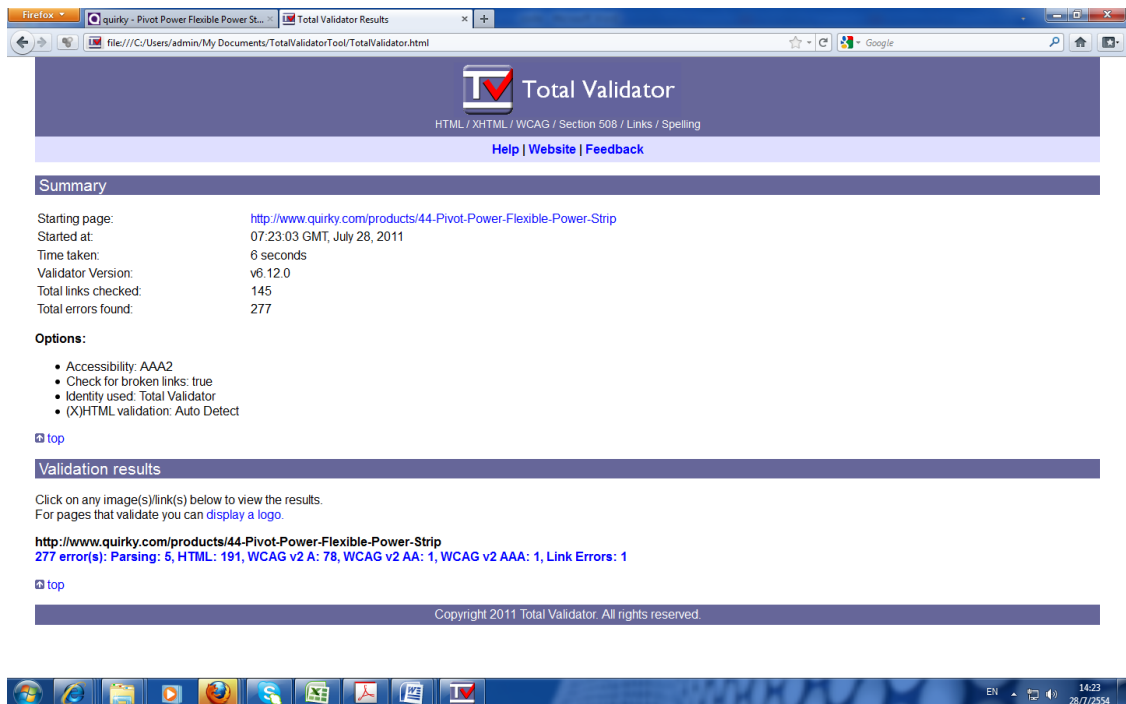 Firefox
quirky - Pivot Power Flexible Power St...
Total Validator Results
file:///C:/Users/admin/My Documents/TotalValidatorTool/TotalValidator.html
Google
Total Validator
HTML / XHTML / WCAG / Section 508 / Links / Spelling
Help | Website | Feedback
Summary
Starting page: http://www.quirky.com/products/44-Pivot-Power-Flexible-Power-Strip
Started at: 07:23:03 GMT, July 28, 2011
Time taken: 6 seconds
Validator Version: v6.12.0
Total links checked: 145
Total errors found: 277
Options:
• Accessibility: AAA2
• Check for broken links: true
• Identity used: Total Validator
• (X)HTML validation: Auto Detect
top
Validation results
Click on any image(s)/link(s) below to view the results.
For pages that validate you can display a logo.
http://www.quirky.com/products/44-Pivot-Power-Flexible-Power-Strip
277 error(s): Parsing: 5, HTML: 191, WCAG v2 A: 78, WCAG v2 AA: 1, WCAG v2 AAA: 1, Link Errors: 1
top
Copyright 2011 Total Validator. All rights reserved.
EN
14:23
28/7/2554